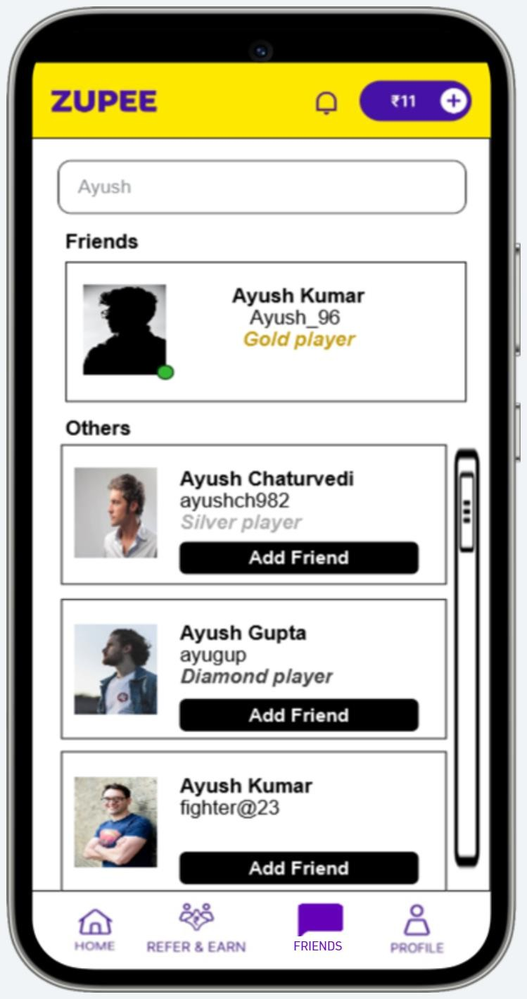 ZUPEE
₹11
Ayush
Friends
Ayush Kumar
Ayush_96
Gold player
Others
Ayush Chaturvedi
ayushch982
Silver player
Add Friend
Ayush Gupta
ayugup
Diamond player
Add Friend
Ayush Kumar
fighter@23
Add Friend
HOME
REFER & EARN
FRIENDS
PROFILE